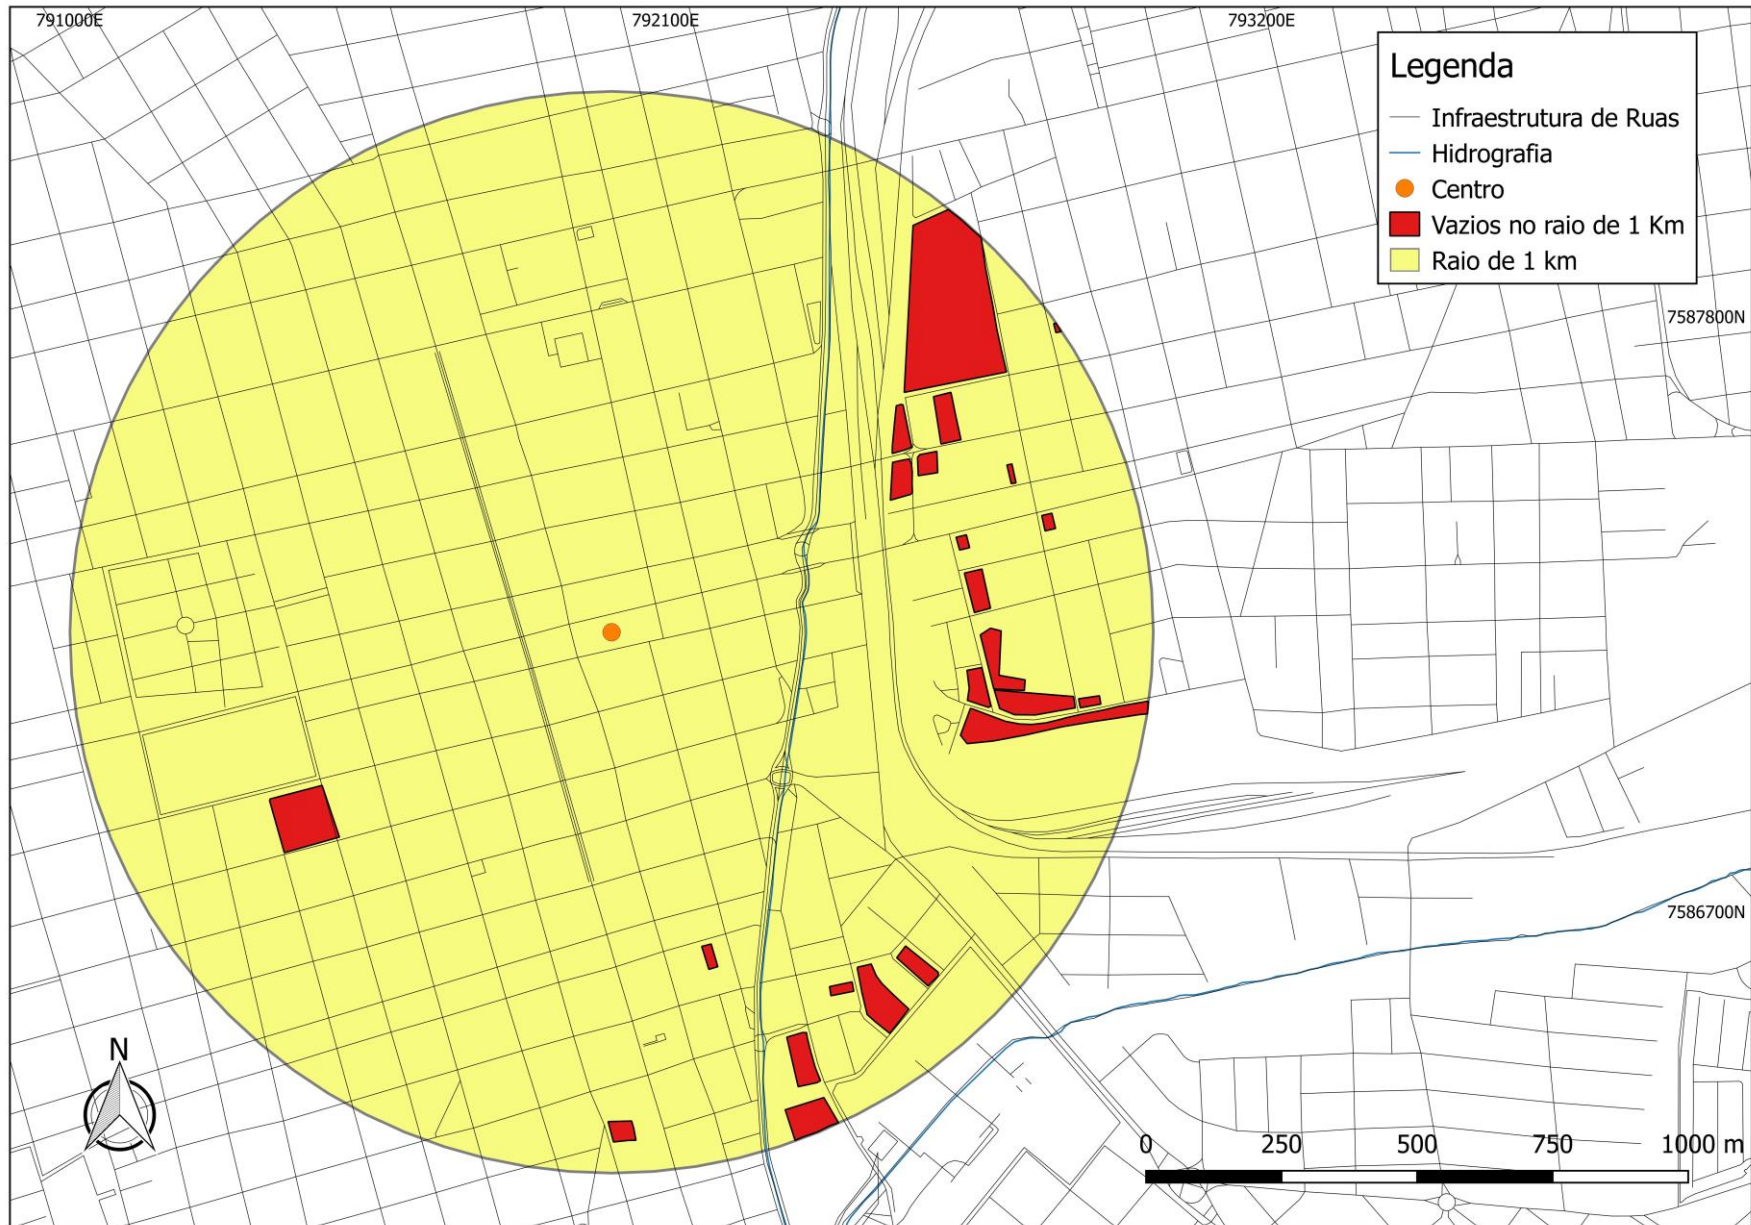 791000E
792100E
793200E
Legenda
Infraestrutura de Ruas
Hidrografia
Centro
Vazios no raio de 1 Km
Raio de 1 km
7587800N
7586700N
N
0 250 500 750 1000 m